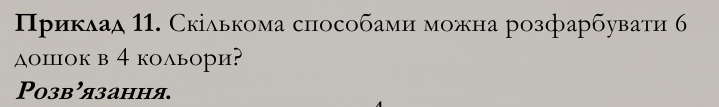 Приклад 11. Скількома способами можна розфарбувати 6
дошок в 4 кольори?
Розв’язання.